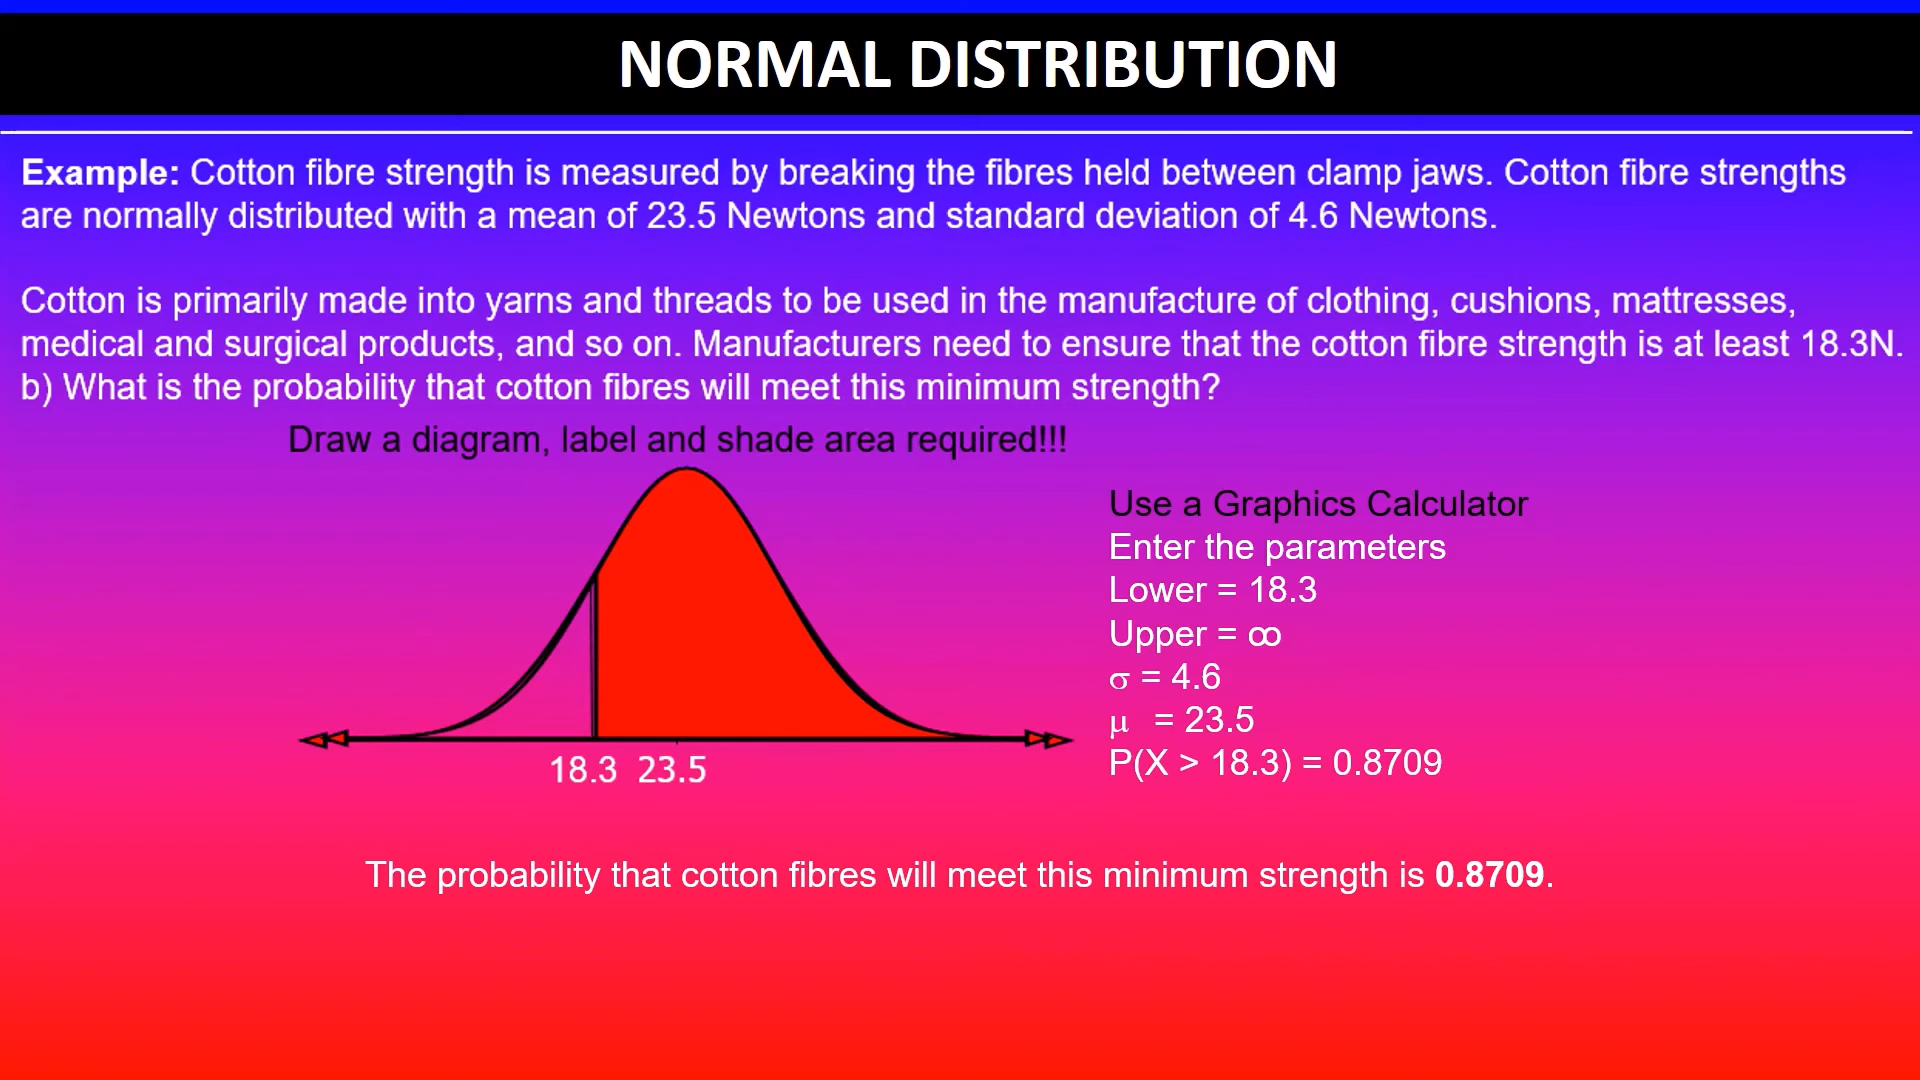 NORMAL DISTRIBUTION
Example: Cotton fibre strength is measured by breaking the fibres held between clamp jaws. Cotton fibre strengths
are normally distributed with a mean of 23.5 Newtons and standard deviation of 4.6 Newtons.
Cotton is primarily made into yarns and threads to be used in the manufacture of clothing, cushions, mattresses,
medical and surgical products, and so on. Manufacturers need to ensure that the cotton fibre strength is at least 18.3N.
b) What is the probability that cotton fibres will meet this minimum strength?
Draw a diagram, label and shade area required!!!
18.3 23.5
Use a Graphics Calculator
Enter the parameters
Lower = 18.3
Upper = ∞
σ = 4.6
μ = 23.5
P(X > 18.3) = 0.8709
The probability that cotton fibres will meet this minimum strength is 0.8709.